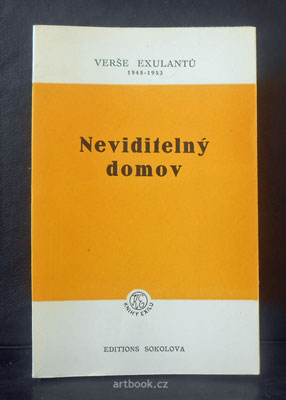 VERŠE EXULANTŮ
1948-1953
Neviditelný
domov
KNIHY EXILU
EDITIONS SOKOLOVA
artbook.cz